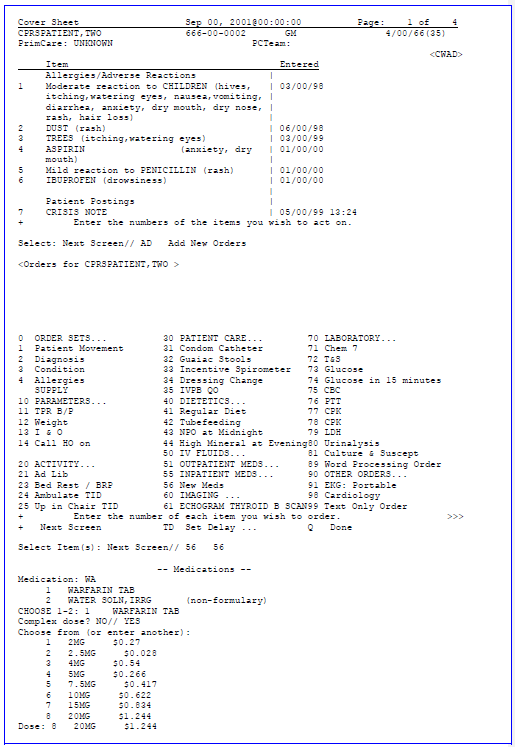 Cover Sheet Sep 00, 2001@00:00:00 Page: 1 of 4
CPRSPATIENT,TWO 666-00-0002 GM 4/00/66(35)
PrimCare: UNKNOWN PCTeam:
<CWAD>
Item Entered
Allergies/Adverse Reactions |
1 Moderate reaction to CHILDREN (hives, | 03/00/98
itching,watering eyes, nausea,vomiting, |
diarrhea, anxiety, dry mouth, dry nose, |
rash, hair loss) |
2 DUST (rash) | 06/00/98
3 TREES (itching,watering eyes) | 03/00/99
4 ASPIRIN (anxiety, dry | 01/00/00
mouth) |
5 Mild reaction to PENICILLIN (rash) | 01/00/00
6 IBUPROFEN (drowsiness) | 01/00/00
|
Patient Postings |
7 CRISIS NOTE | 05/00/99 13:24
+ Enter the numbers of the items you wish to act on.
Select: Next Screen// AD Add New Orders
<Orders for CPRSPATIENT,TWO >
0 ORDER SETS... 30 PATIENT CARE... 70 LABORATORY...
1 Patient Movement 31 Condom Catheter 71 Chem 7
2 Diagnosis 32 Guaiac Stools 72 T&S
3 Condition 33 Incentive Spirometer 73 Glucose
4 Allergies 34 Dressing Change 74 Glucose in 15 minutes
SUPPLY 35 IVPB QO 75 CBC
10 PARAMETERS... 40 DIETETICS... 76 PTT
11 TPR B/P 41 Regular Diet 77 CPK
12 Weight 42 Tubefeeding 78 CPK
13 I & O 43 NPO at Midnight 79 LDH
14 Call HO on 44 High Mineral at Evening80 Urinalysis
50 IV FLUIDS... 81 Culture & Suscept
20 ACTIVITY... 51 OUTPATIENT MEDS... 89 Word Processing Order
21 Ad Lib 55 INPATIENT MEDS... 90 OTHER ORDERS...
23 Bed Rest / BRP 56 New Meds 91 EKG: Portable
24 Ambulate TID 60 IMAGING ... 98 Cardiology
25 Up in Chair TID 61 ECHOGRAM THYROID B SCAN99 Text Only Order
+ Enter the number of each item you wish to order. >>>
+ Next Screen TD Set Delay ... Q Done
Select Item(s): Next Screen// 56 56
-- Medications --
Medication: WA
1 WARFARIN TAB
2 WATER SOLN,IRRG (non-formulary)
CHOOSE 1-2: 1 WARFARIN TAB
Complex dose? NO// YES
Choose from (or enter another):
1 2MG $0.27
2 2.5MG $0.028
3 4MG $0.54
4 5MG $0.266
5 7.5MG $0.417
6 10MG $0.622
7 15MG $0.834
8 20MG $1.244
Dose: 8 20MG $1.244